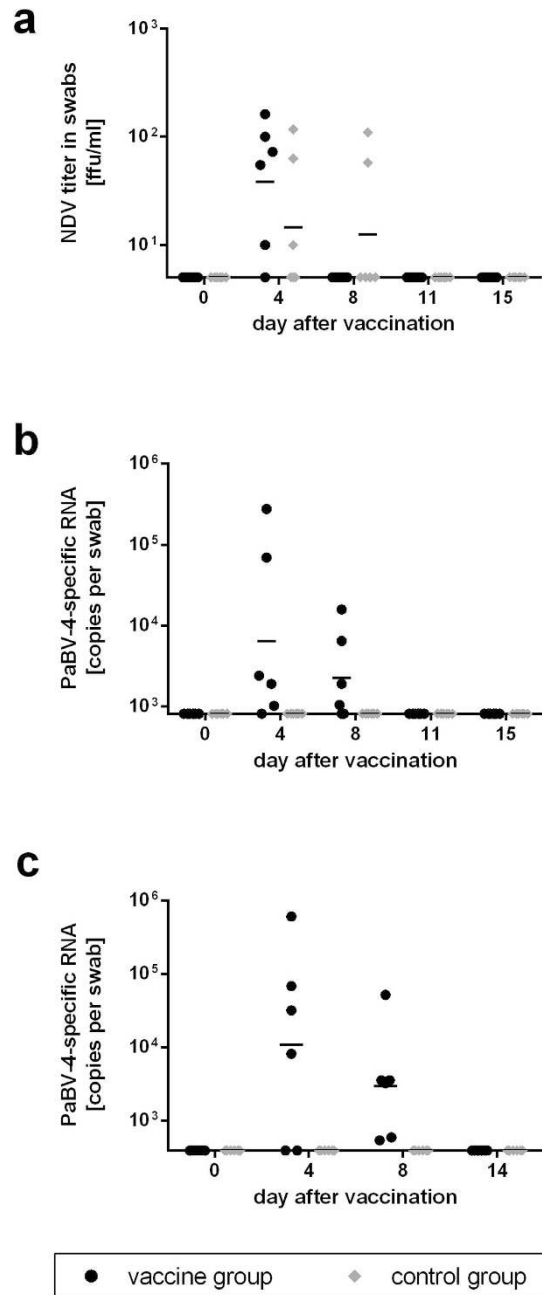 a
NDV titer in swabs
[ffu/ml]
10³
10²
10¹
0 4 8 11 15
day after vaccination
b
PaBV-4-specific RNA
[copies per swab]
10⁶
10⁵
10⁴
10³
0 4 8 11 15
day after vaccination
c
PaBV-4-specific RNA
[copies per swab]
10⁶
10⁵
10⁴
10³
0 4 8 14
day after vaccination
vaccine group control group